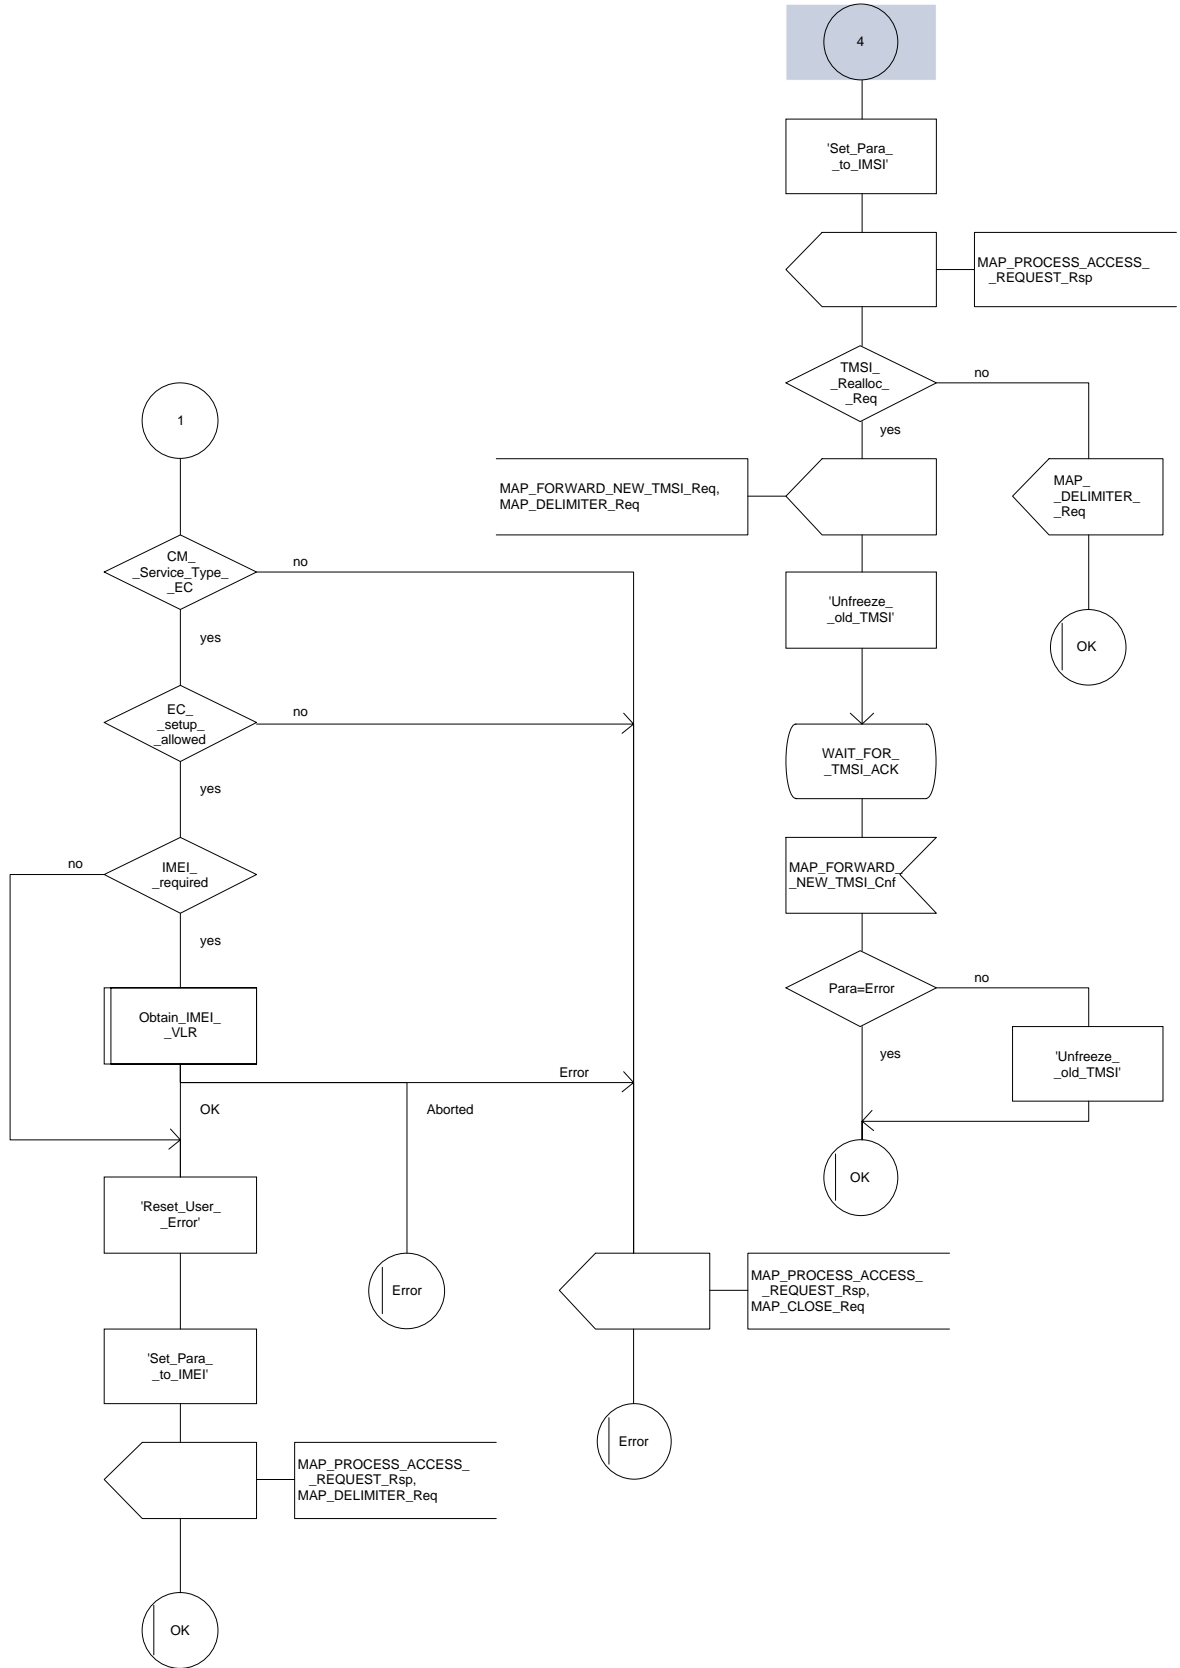 4
'Set_Para_
_to_IMSI'
MAP_PROCESS_ACCESS_
_REQUEST_Rsp
TMSI_
_Realloc_
_Req
no
yes
MAP_FORWARD_NEW_TMSI_Req,
MAP_DELIMITER_Req
MAP_
_DELIMITER_
_Req
'Unfreeze_
_old_TMSI'
OK
WAIT_FOR_
_TMSI_ACK
MAP_FORWARD_
_NEW_TMSI_Cnf
Para=Error
no
yes
'Unfreeze_
_old_TMSI'
OK
1
CM_
_Service_Type_
_EC
no
yes
EC_
_setup_
_allowed
no
yes
IMEI_
_required
no
yes
Obtain_IMEI_
_VLR
Error
OK
Aborted
'Reset_User_
_Error'
Error
MAP_PROCESS_ACCESS_
_REQUEST_Rsp,
MAP_CLOSE_Req
'Set_Para_
_to_IMEI'
Error
MAP_PROCESS_ACCESS_
_REQUEST_Rsp,
MAP_DELIMITER_Req
OK